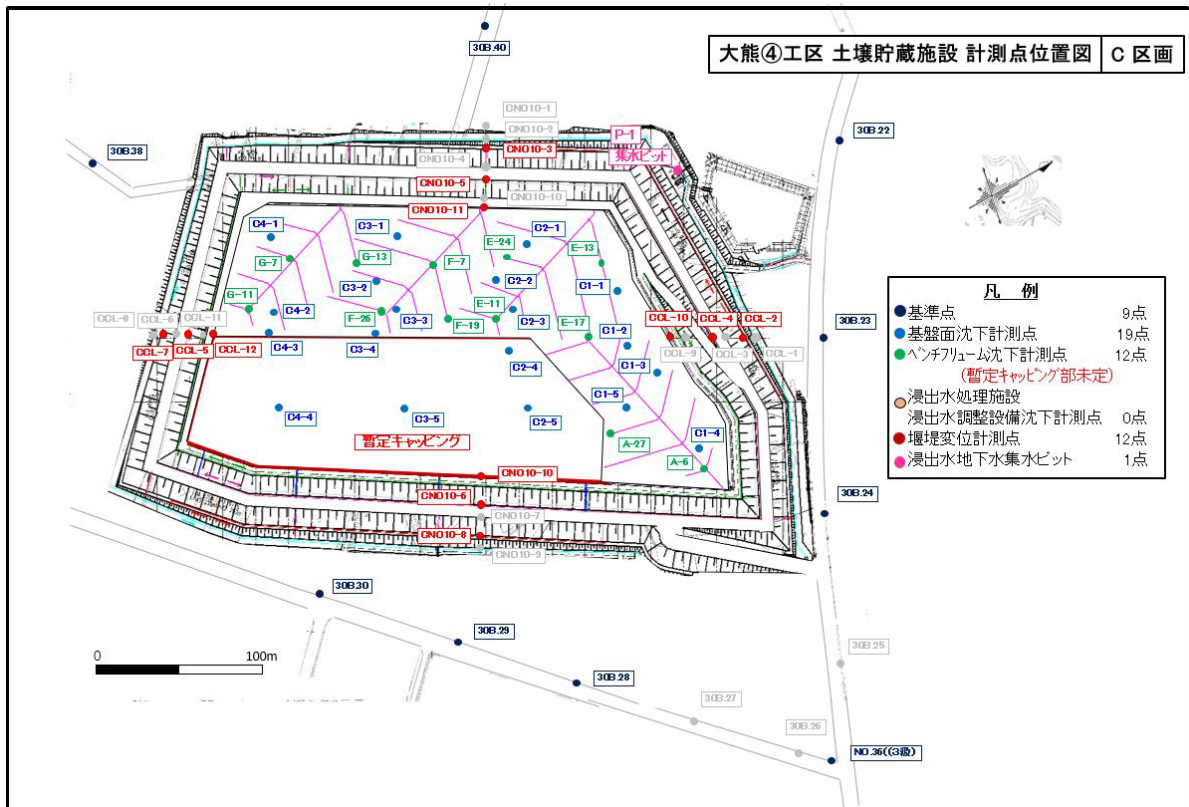 大熊④工区 土壌貯蔵施設 計測点位置図 C 区画
30B.40
30B.22
30B.38
CNO10-1
CNO10-2
P-1
CNO10-3
集水ピット
CNO10-4
CNO10-5
CNO10-10
CNO10-11
C4-1
C3-1
E-24
C2-1
E-13
G-7
G-13
F-7
C3-2
C2-2
C1-1
G-11
C4-2
F-26
C3-3
F-19
E-11
C2-3
E-17
C1-2
CCL-8
CCL-6
CCL-11
CCL-7
CCL-5
CCL-12
C4-3
C3-4
C2-4
CCL-10
CCL-4
CCL-2
CCL-9
CCL-3
CCL-1
30B.23
C1-3
C1-5
C4-4
C3-5
C2-5
暫定キャッピング
A-27
C1-4
A-6
CNO10-10
CNO10-6
CNO10-7
CNO10-8
CNO10-9
30B.24
凡 例
基準点 9点
基盤面沈下計測点 19点
ベンチフリューム沈下計測点 12点
(暫定キャッピング部未定)
浸出水処理施設
浸出水調整設備沈下計測点 0点
堰堤変位計測点 12点
浸出水地下水集水ピット 1点
30B.30
30B.29
30B.28
30B.25
30B.27
30B.26
NO.36((3級)
0 100m